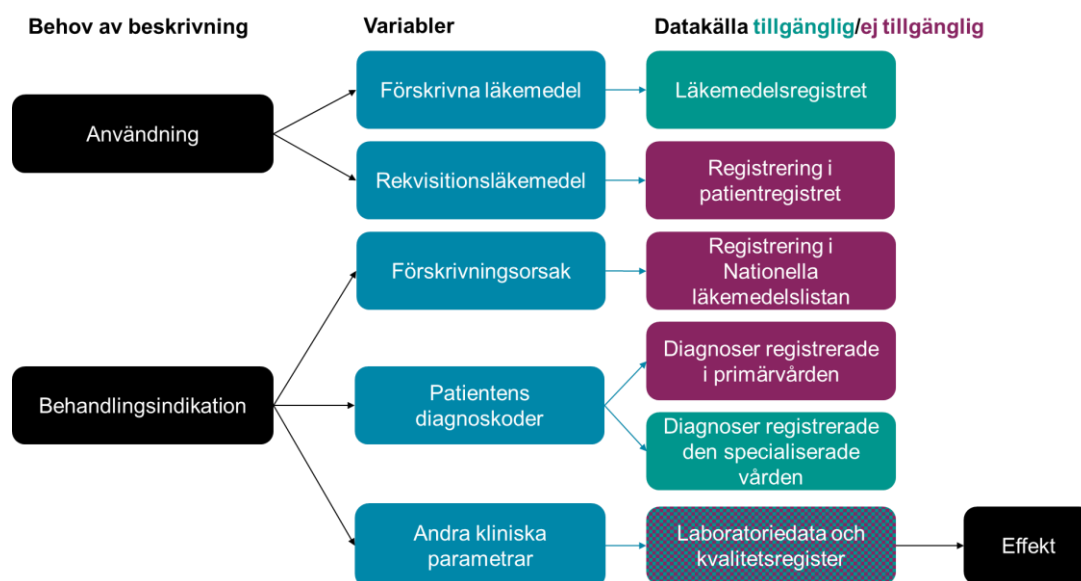 Behov av beskrivning
Variabler
Datakälla tillgänglig/ej tillgänglig
Användning
Förskrivna läkemedel
Läkemedelsregistret
Rekvisitionsläkemedel
Registrering i
patientregistret
Förskrivningsorsak
Registrering i
Nationella
läkemedelslistan
Behandlingsindikation
Patientens
diagnoskoder
Diagnoser registrerade
i primärvården
Diagnoser registrerade
den specialiserade
vården
Andra kliniska
parametrar
Laboratoriedata och
kvalitetsregister
Effekt